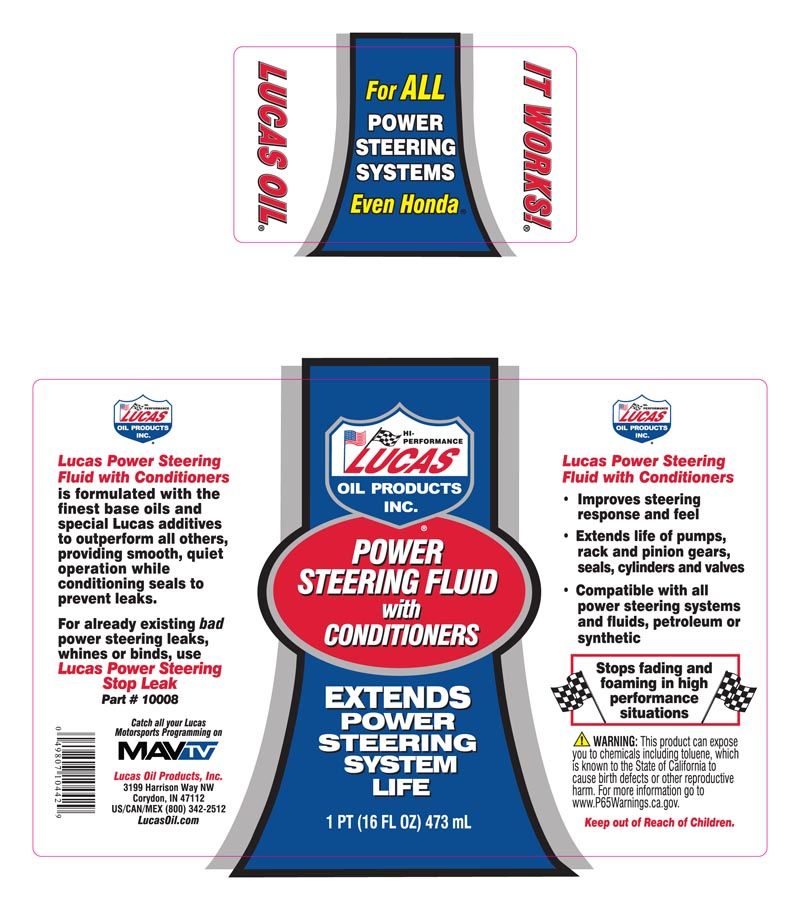 LUCAS OIL®
For ALL
POWER
STEERING
SYSTEMS
Even Honda®
IT WORKS!®
HI-PERFORMANCE
LUCAS
OIL PRODUCTS
INC.
Lucas Power Steering
Fluid with Conditioners
is formulated with the
finest base oils and
special Lucas additives
to outperform all others,
providing smooth, quiet
operation while
conditioning seals to
prevent leaks.
For already existing bad
power steering leaks,
whines or binds, use
Lucas Power Steering
Stop Leak
Part # 10008
Catch all your Lucas
Motorsports Programming on
MAVTV
Lucas Oil Products, Inc.
3199 Harrison Way NW
Corydon, IN 47112
US/CAN/MEX (800) 342-2512
LucasOil.com
0 49807 10442 9
HI-
PERFORMANCE
LUCAS
OIL PRODUCTS
INC.
®
POWER
STEERING FLUID
with
CONDITIONERS
EXTENDS
POWER
STEERING
SYSTEM
LIFE
1 PT (16 FL OZ) 473 mL
HI-PERFORMANCE
LUCAS
OIL PRODUCTS
INC.
Lucas Power Steering
Fluid with Conditioners
• Improves steering
response and feel
• Extends life of pumps,
rack and pinion gears,
seals, cylinders and valves
• Compatible with all
power steering systems
and fluids, petroleum or
synthetic
Stops fading and
foaming in high
performance
situations
WARNING: This product can expose
you to chemicals including toluene, which
is known to the State of California to
cause birth defects or other reproductive
harm. For more information go to
www.P65Warnings.ca.gov.
Keep out of Reach of Children.